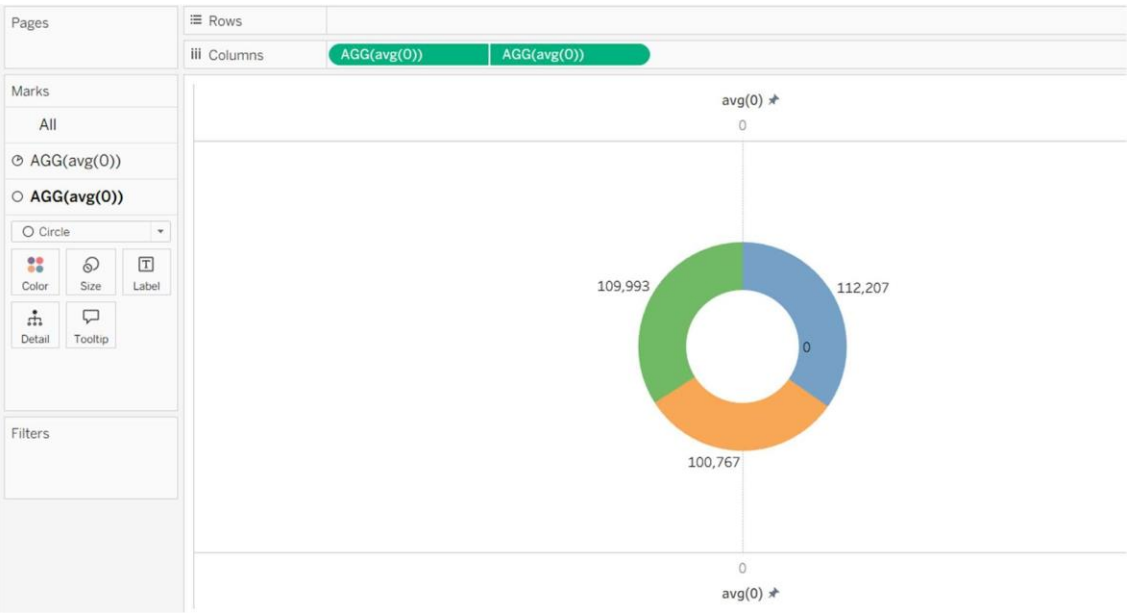 Pages
Rows
Columns
AGG(avg(0)) AGG(avg(0))
Marks
All
AGG(avg(0))
AGG(avg(0))
Circle
Color Size Label
Detail Tooltip
Filters
avg(0)
0
109,993
112,207
0
100,767
0
avg(0)